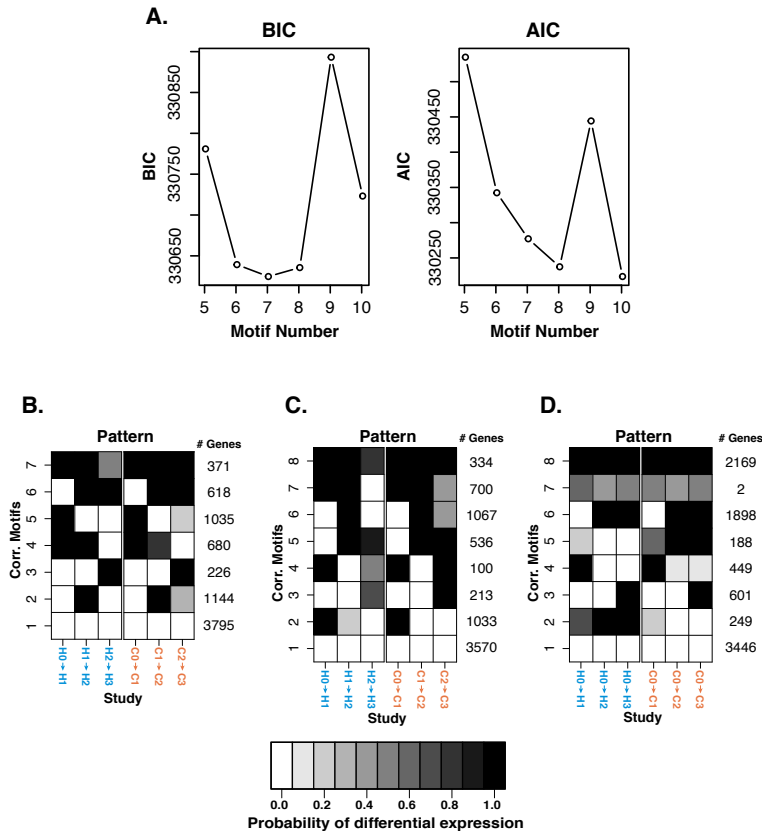 A.
BIC
AIC
330850
330750
330650
BIC
5 6 7 8 9 10
Motif Number
330450
330350
330250
AIC
5 6 7 8 9 10
Motif Number
B.
Pattern
# Genes
Corr. Motifs
7 371
6 618
5 1035
4 680
3 226
2 1144
1 3795
H0→H1
H1→H2
H2→H3
C0→C1
C1→C2
C2→C3
Study
C.
Pattern
# Genes
8 334
7 700
6 1067
5 536
4 100
3 213
2 1033
1 3570
Corr. Motifs
H0→H1
H1→H2
H2→H3
C0→C1
C1→C2
C2→C3
Study
D.
Pattern
# Genes
8 2169
7 2
6 1898
5 188
4 449
3 601
2 249
1 3446
Corr. Motifs
H0→H1
H0→H2
H0→H3
C0→C1
C0→C2
C0→C3
Study
0.0 0.2 0.4 0.6 0.8 1.0
Probability of differential expression